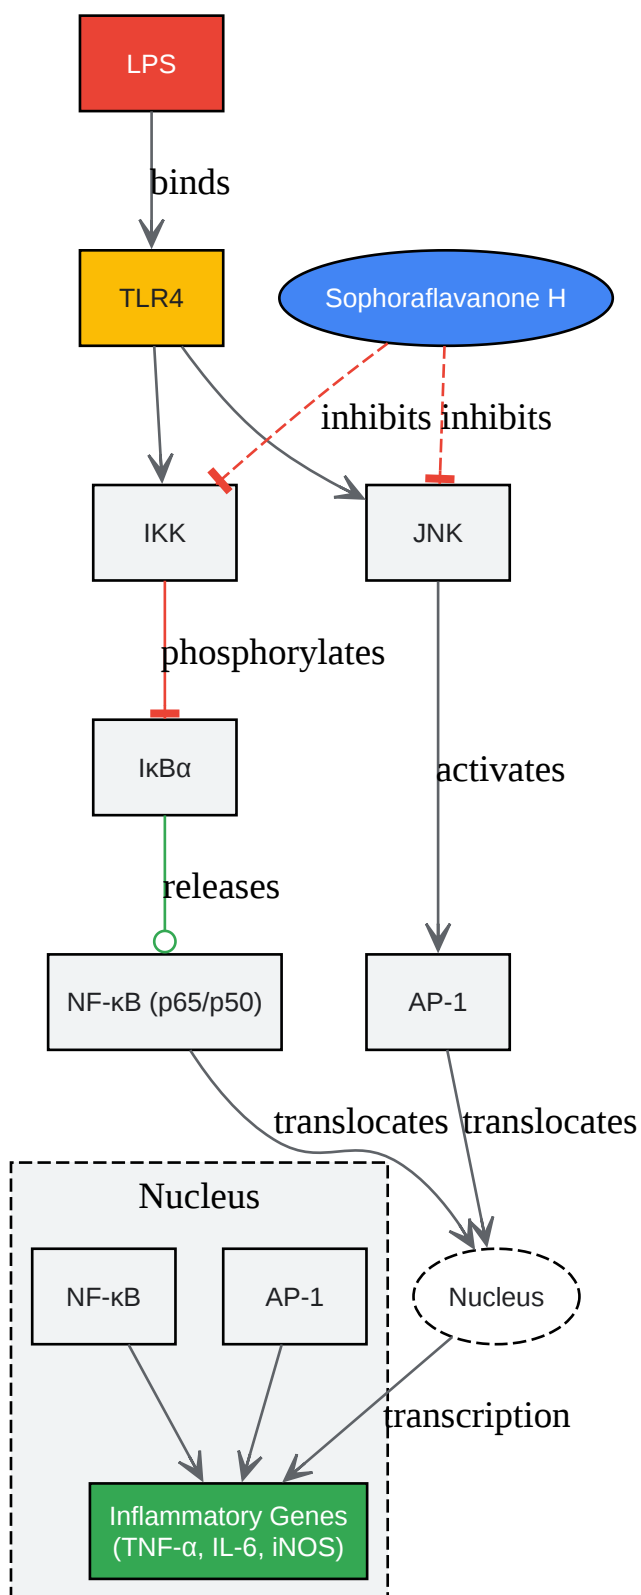 LPS
binds
TLR4
Sophoraflavanone H
inhibits
inhibits
IKK
JNK
phosphorylates
IκBα
activates
releases
NF-κB (p65/p50)
AP-1
translocates
translocates
Nucleus
NF-κB
AP-1
Nucleus
transcription
Inflammatory Genes
(TNF-α, IL-6, iNOS)